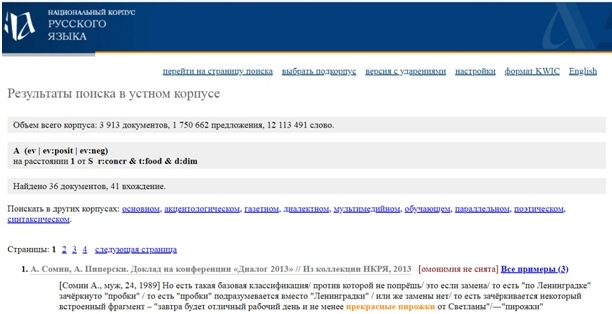 НАЦИОНАЛЬНЫЙ КОРПУС
РУССКОГО
ЯЗЫКА
перейти на страницу поиска выбрать подкорпус версия с ударениями настройки формат KWIC English
Результаты поиска в устном корпусе
Объем всего корпуса: 3 913 документов, 1 750 662 предложения, 12 113 491 слово.
A (ev | ev:posit | ev:neg)
на расстоянии 1 от S r:concr & t:food & d:dim
Найдено 36 документов, 41 вхождение.
Поискать в других корпусах: основном, акцентологическом, газетном, диалектном, мультимедийном, обучающем, параллельном, поэтическом,
синтаксическом.
Страницы: 1 2 3 4 следующая страница
1. А. Сомин, А. Пиперски. Доклад на конференции «Диалог 2013» // Из коллекции НКРЯ, 2013 [омонимия не снята] Все примеры (3)
[Сомин А., муж, 24, 1989] Но есть такая базовая классификация/ против которой не попрёшь/ это если замена/ то есть "по Ленинградке"
зачёркнуто "пробки" / то есть "пробки" подразумевается вместо "Ленинградки" / или же замены нет/ то есть зачёркивается некоторый
встроенный фрагмент – "завтра будет отличный рабочий день и не менее прекрасные пирожки от Светланы"/—"пирожки"